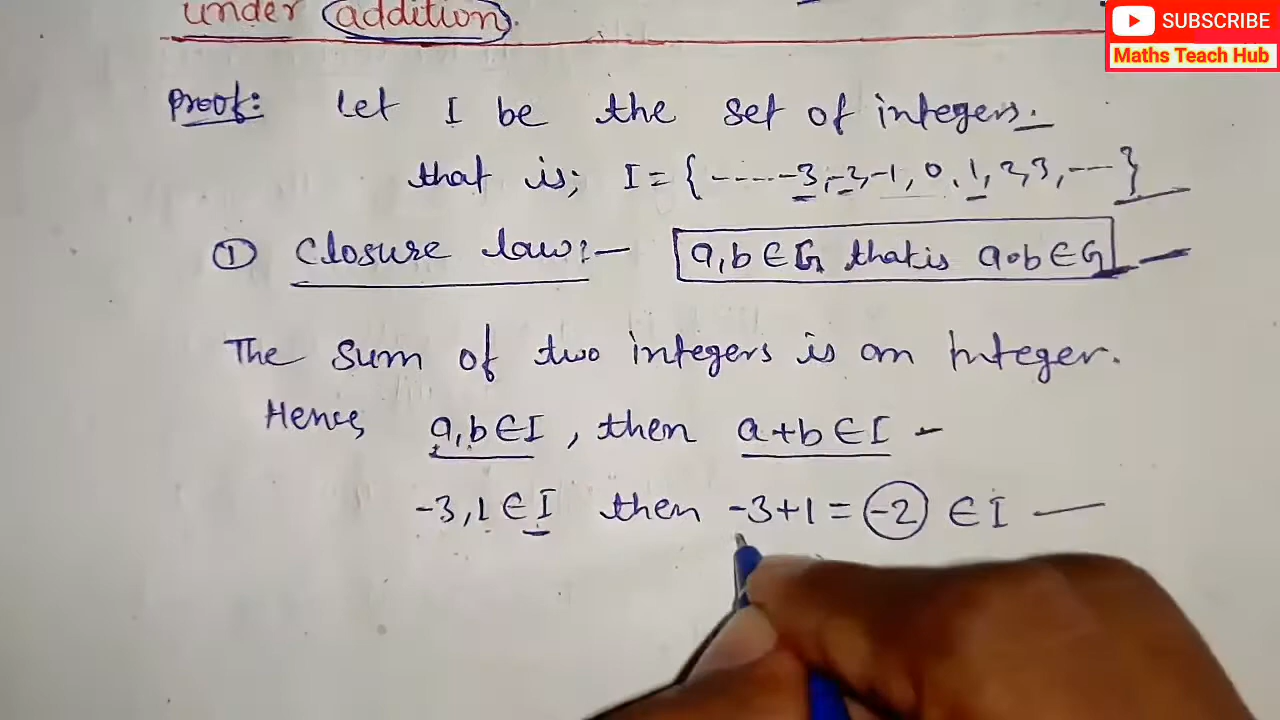 under addition.
SUBSCRIBE
Maths Teach Hub
Proof: Let I be the set of integers.
that is; I = {------3,-2,-1, 0, 1, 2, 3, ---}
① Closure law:- a,b∈G that is a∘b∈G
The sum of two integers is an Integer.
Hence, a,b∈I, then a+b∈I
-3,1∈I then -3+1 = -2 ∈I